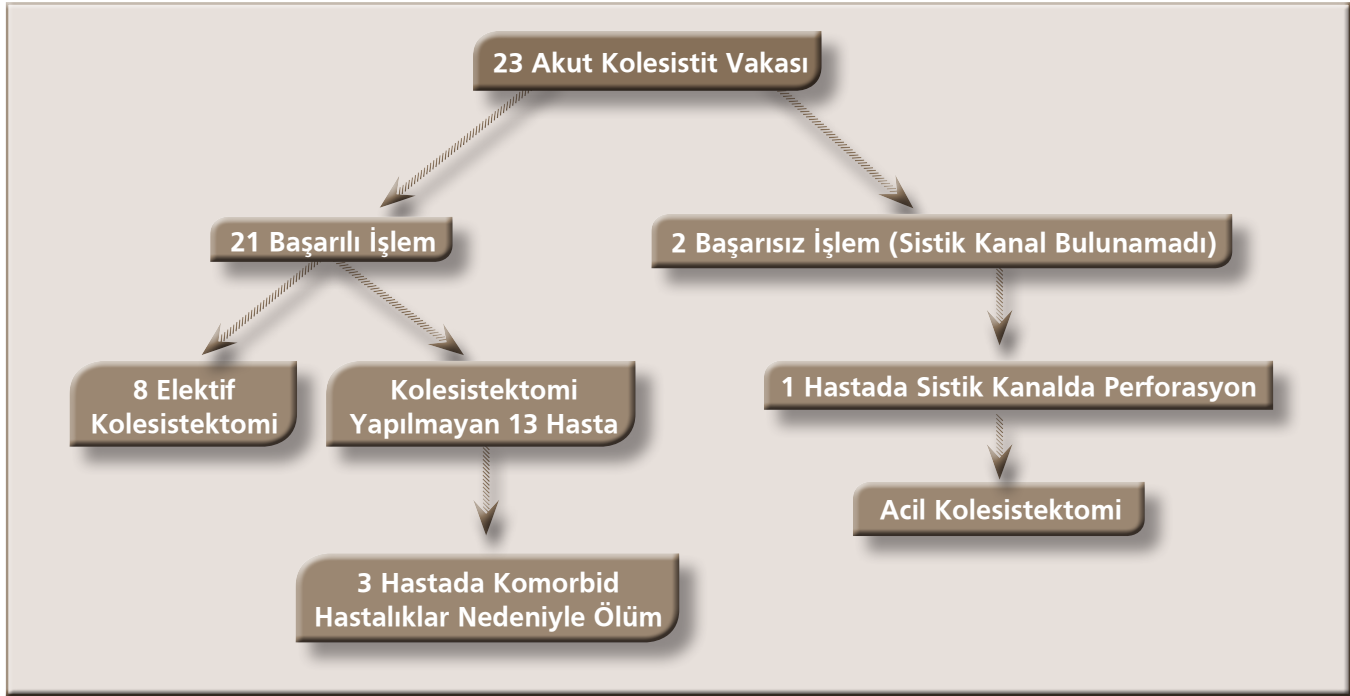 23 Akut Kolesistit Vakası
21 Başarılı İşlem
2 Başarısız İşlem (Sistik Kanal Bulunamadı)
8 Elektif
Kolesistektomi
Kolesistektomi
Yapılmayan 13 Hasta
1 Hastada Sistik Kanalda Perforasyon
Acil Kolesistektomi
3 Hastada Komorbid
Hastalıklar Nedeniyle Ölüm